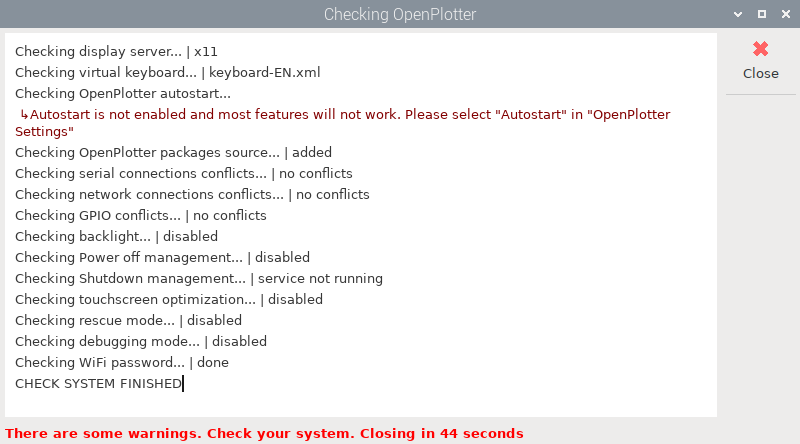 Checking OpenPlotter
Checking display server... | x11
Checking virtual keyboard... | keyboard-EN.xml
Checking OpenPlotter autostart...
↳Autostart is not enabled and most features will not work. Please select "Autostart" in "OpenPlotter
Settings"
Checking OpenPlotter packages source... | added
Checking serial connections conflicts... | no conflicts
Checking network connections conflicts... | no conflicts
Checking GPIO conflicts... | no conflicts
Checking backlight... | disabled
Checking Power off management... | disabled
Checking Shutdown management... | service not running
Checking touchscreen optimization... | disabled
Checking rescue mode... | disabled
Checking debugging mode... | disabled
Checking WiFi password... | done
CHECK SYSTEM FINISHED
Close
There are some warnings. Check your system. Closing in 44 seconds